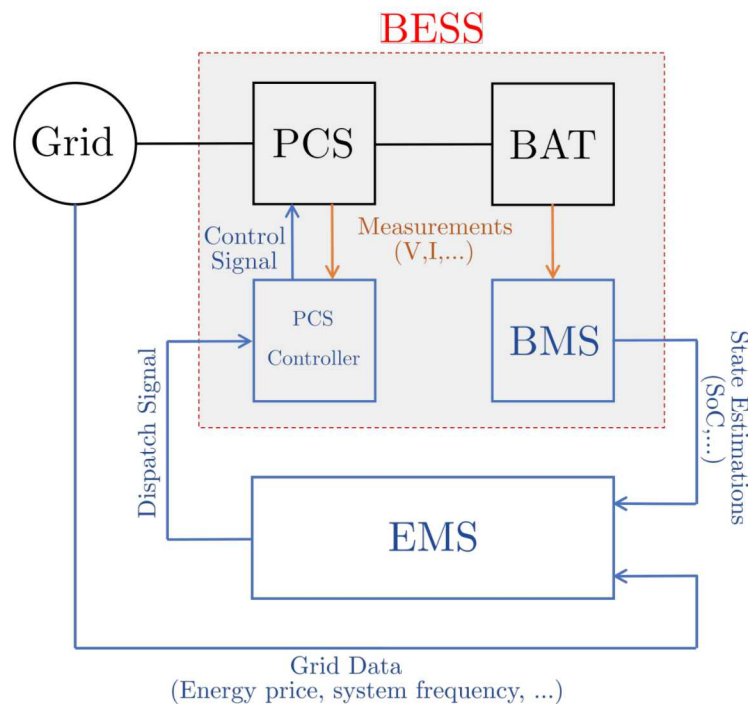 BESS
Grid
PCS
BAT
Control
Signal
Measurements
(V,I,...)
PCS
Controller
BMS
Dispatch Signal
State Estimations
(SoC,...)
EMS
Grid Data
(Energy price, system frequency, ...)